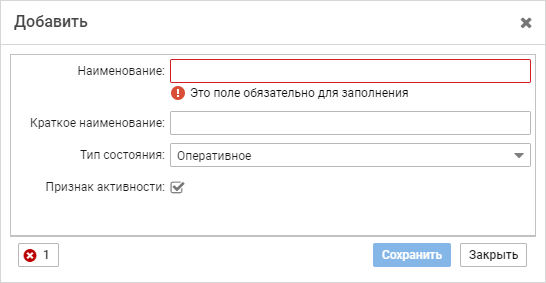 Добавить
Наименование:
Это поле обязательно для заполнения
Краткое наименование:
Тип состояния: Оперативное
Признак активности:
1 Сохранить Закрыть